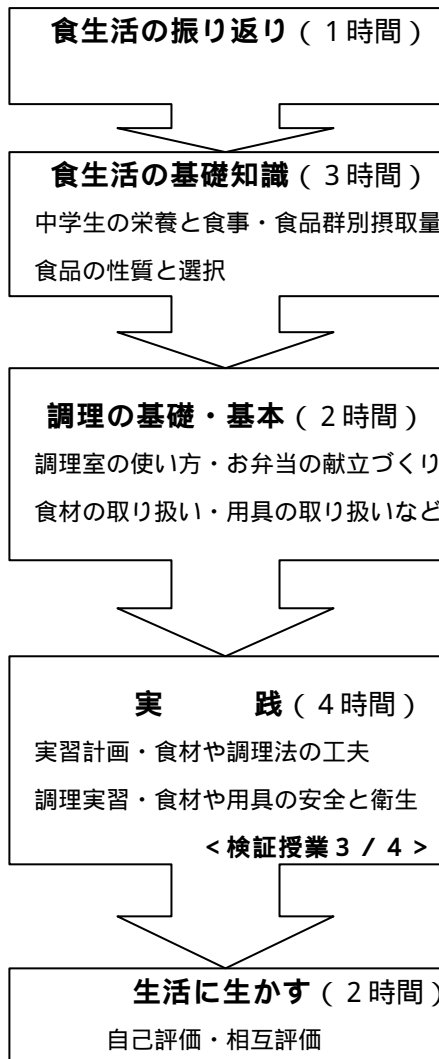 食生活の振り返り（１時間）
食生活の基礎知識（３時間）
中学生の栄養と食事・食品群別摂取量
食品の性質と選択
調理の基礎・基本（２時間）
調理室の使い方・お弁当の献立づくり
食材の取り扱い・用具の取り扱いなど
実　　　践（４時間）
実習計画・食材や調理法の工夫
調理実習・食材や用具の安全と衛生
＜検証授業３／４＞
生活に生かす（２時間）
自己評価・相互評価